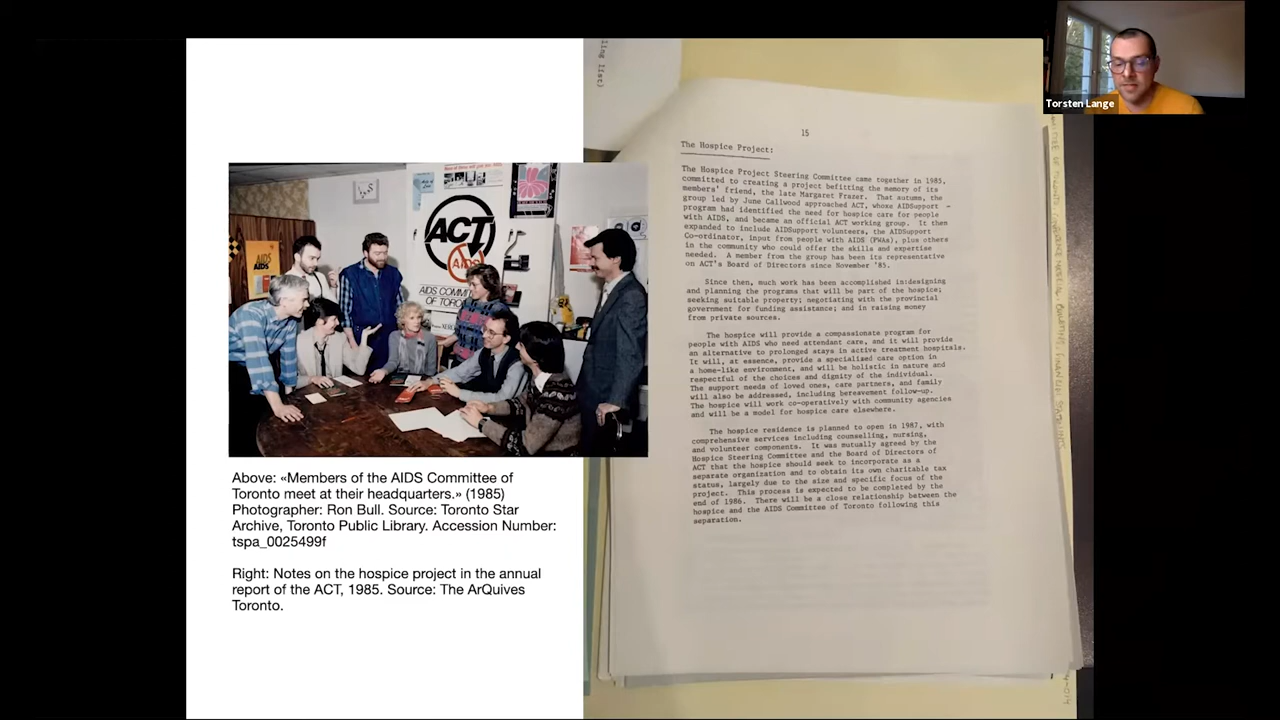 Torsten Lange
ling list)
15
The Hospice Project:
The Hospice Project Steering Committee came together in 1985,
committed to creating a project befitting the memory of its
members' friend, the late Margaret Frazer. That autumn, the
group led by June Callwood approached ACT, whose AIDSupport
program had identified the need for hospice care for people
with AIDS, and became an official ACT working group. It then
expanded to include AIDSupport volunteers, the AIDSupport
Co-ordinator, input from people with AIDS (PWAs), plus others
in the community who could offer the skills and expertise
needed. A member from the group has been its representative
on ACT's Board of Directors since November '85.
Since then, much work has been accomplished in:designing
and planning the programs that will be part of the hospice;
seeking suitable property; negotiating with the provincial
government for funding assistance; and in raising money
from private sources.
The hospice will provide a compassionate program for
people with AIDS who need attendant care, and it will provide
an alternative to prolonged stays in active treatment hospitals.
It will, at essence, provide a specialized care option in
a home-like environment, and will be holistic in nature and
respectful of the choices and dignity of the individual.
The support needs of loved ones, care partners, and family
will also be addressed, including bereavement follow-up.
The hospice will work co-operatively with community agencies
and will be a model for hospice care elsewhere.
The hospice residence is planned to open in 1987, with
comprehensive services including counselling, nursing,
and volunteer components. It was mutually agreed by the
Hospice Steering Committee and the Board of Directors of
ACT that the hospice should seek to incorporate as a
separate organization and to obtain its own charitable tax
status, largely due to the size and specific focus of the
project. This process is expected to be completed by the
end of 1986. There will be a close relationship between the
hospice and the AIDS Committee of Toronto following this
separation.
ACT
AIDS
AIDS COMMI
OF TORO
AIDS
AIDS
Above: «Members of the AIDS Committee of
Toronto meet at their headquarters.» (1985)
Photographer: Ron Bull. Source: Toronto Star
Archive, Toronto Public Library. Accession Number:
tspa_0025499f
Right: Notes on the hospice project in the annual
report of the ACT, 1985. Source: The ArQuives
Toronto.